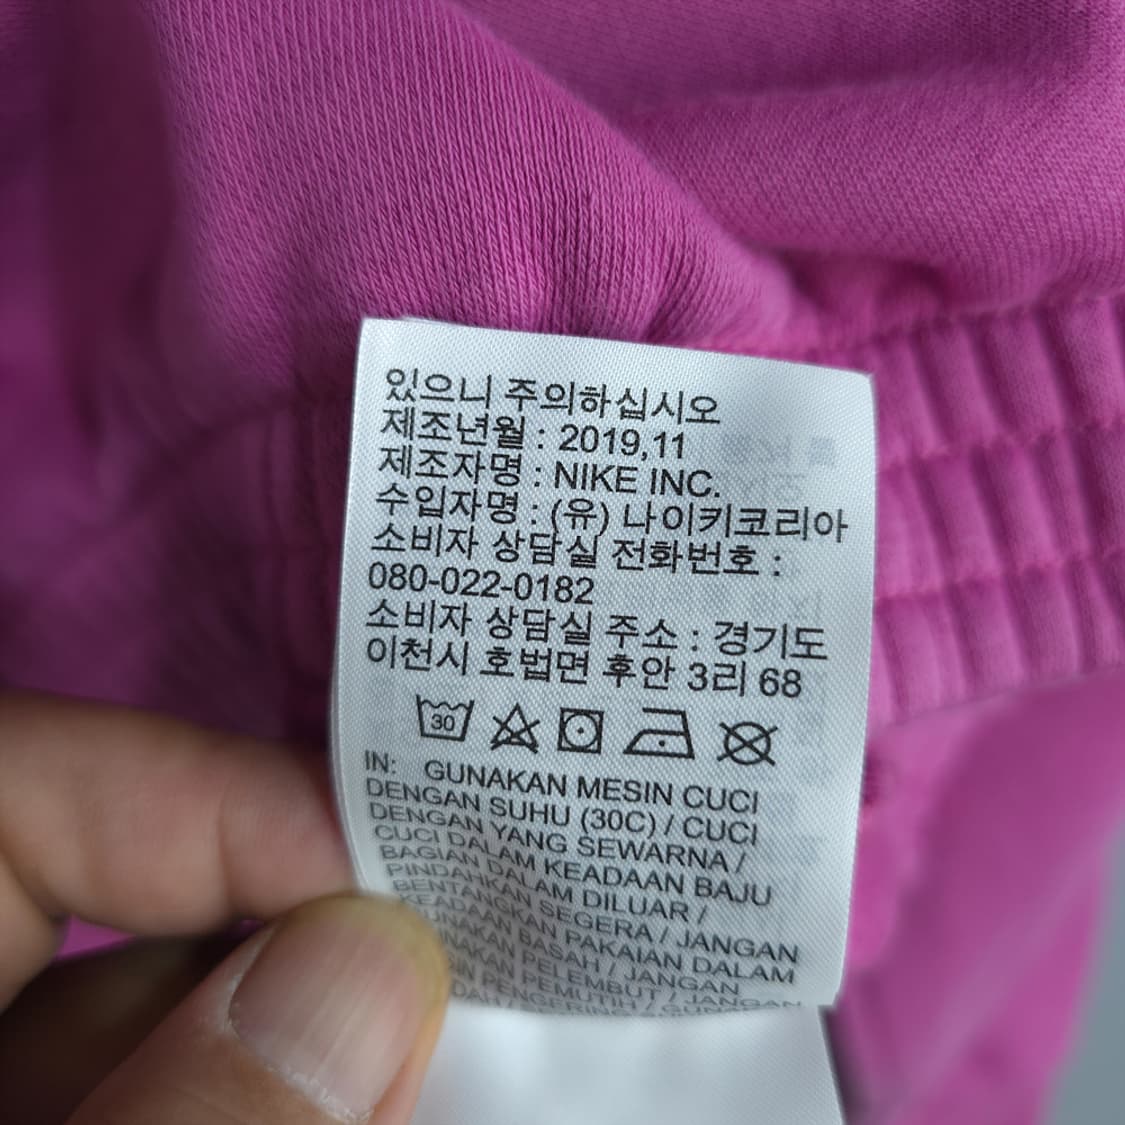 있으니 주의하십시오
제조년월 : 2019.11
제조자명 : NIKE INC.
수입자명 : (유) 나이키코리아
소비자 상담실 전화번호 :
080-022-0182
소비자 상담실 주소 : 경기도
이천시 호법면 후안 3리 68
30
IN: GUNAKAN MESIN CUCI
DENGAN SUHU (30C) / CUCI
DENGAN YANG SEWARNA /
CUCI DALAM KEADAAN BAJU
BAGIAN DALAM DILUAR /
PINDAHKAN DALAM
BENTANGKAN SEGERA / JANGAN
KEADAAN PAKAIAN DALAM
BASAH / JANGAN
PELEMBUT / JANGAN
PEMUTIH /